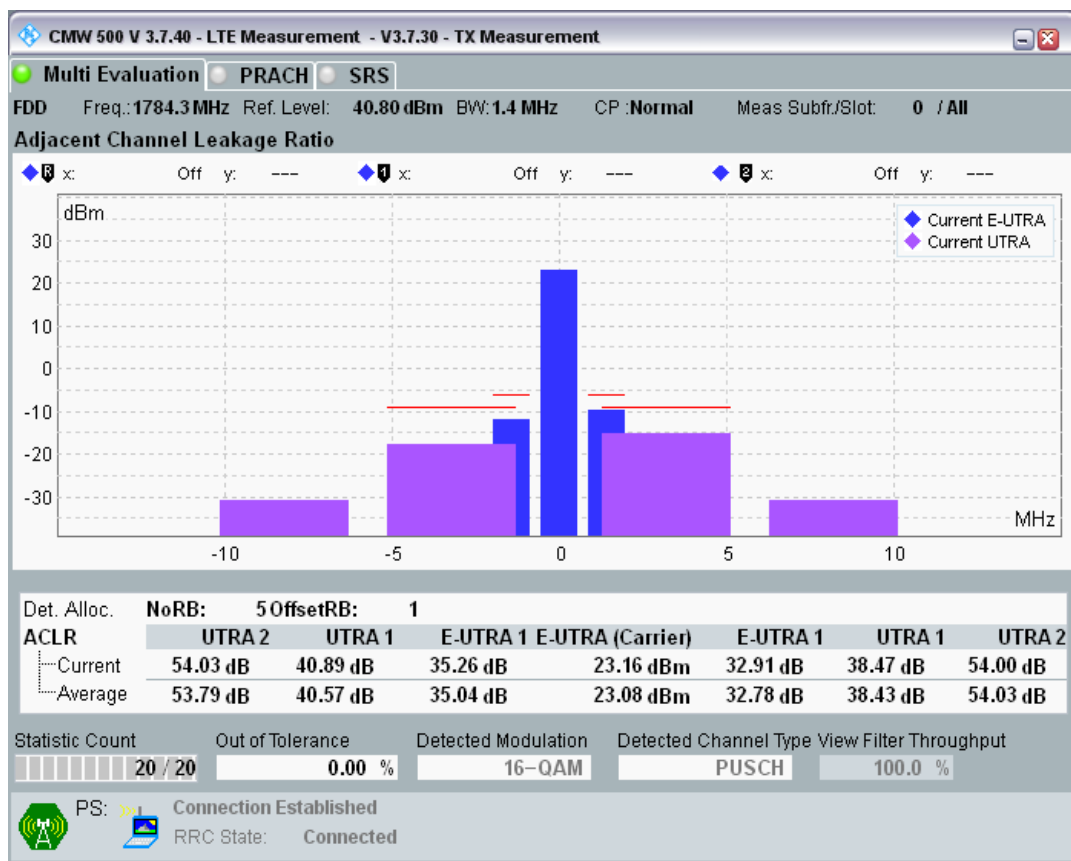 CMW 500 V 3.7.40 - LTE Measurement - V3.7.30 - TX Measurement
Multi Evaluation PRACH SRS
FDD Freq.: 1784.3 MHz Ref. Level: 40.80 dBm BW: 1.4 MHz CP :Normal Meas Subfr./Slot: 0 / All
Adjacent Channel Leakage Ratio
R x: Off y: --- 1 x: Off y: --- 2 x: Off y: ---
dBm
Current E-UTRA
Current UTRA
30
20
10
0
-10
-20
-30
MHz
-10 -5 0 5 10
Det. Alloc. NoRB: 5 OffsetRB: 1
ACLR UTRA 2 UTRA 1 E-UTRA 1 E-UTRA (Carrier) E-UTRA 1 UTRA 1 UTRA 2
Current 54.03 dB 40.89 dB 35.26 dB 23.16 dBm 32.91 dB 38.47 dB 54.00 dB
Average 53.79 dB 40.57 dB 35.04 dB 23.08 dBm 32.78 dB 38.43 dB 54.03 dB
Statistic Count Out of Tolerance Detected Modulation Detected Channel Type View Filter Throughput
20 / 20 0.00 % 16-QAM PUSCH 100.0 %
PS: Connection Established
RRC State: Connected